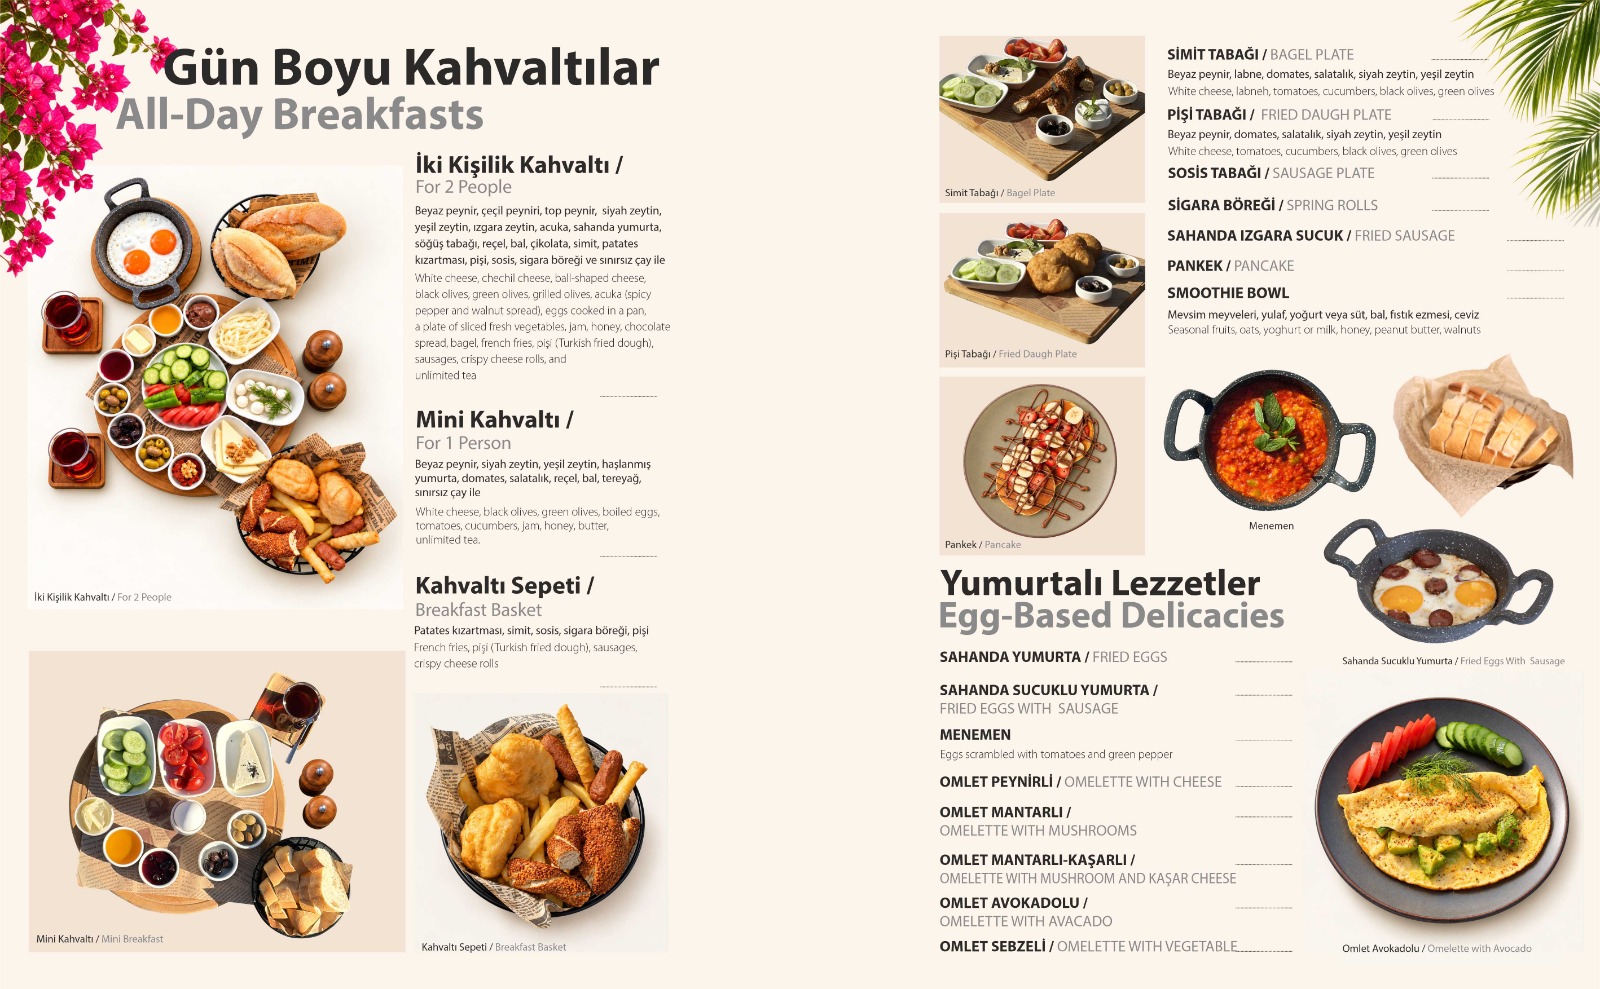 Gün Boyu Kahvaltılar
All-Day Breakfasts
İki Kişilik Kahvaltı /
For 2 People
Beyaz peynir, çeçil peyniri, top peynir, siyah zeytin,
yeşil zeytin, ızgara zeytin, acuka, sahanda yumurta,
söğüş tabağı, reçel, bal, çikolata, simit, patates
kızartması, pişi, sosis, sigara böreği ve sınırsız çay ile
White cheese, chechil cheese, ball-shaped cheese,
black olives, green olives, grilled olives, acuka (spicy
pepper and walnut spread), eggs cooked in a pan,
a plate of sliced fresh vegetables, jam, honey, chocolate
spread, bagel, french fries, pişi (Turkish fried dough),
sausages, crispy cheese rolls, and
unlimited tea
İki Kişilik Kahvaltı / For 2 People
Mini Kahvaltı /
For 1 Person
Beyaz peynir, siyah zeytin, yeşil zeytin, haşlanmış
yumurta, domates, salatalık, reçel, bal, tereyağ,
sınırsız çay ile
White cheese, black olives, green olives, boiled eggs,
tomatoes, cucumbers, jam, honey, butter,
unlimited tea.
Kahvaltı Sepeti /
Breakfast Basket
Patates kızartması, simit, sosis, sigara böreği, pişi
French fries, pişi (Turkish fried dough), sausages,
crispy cheese rolls
Mini Kahvaltı / Mini Breakfast
Kahvaltı Sepeti / Breakfast Basket
Simit Tabağı / Bagel Plate
Pişi Tabağı / Fried Daugh Plate
Pankek / Pancake
SİMİT TABAĞI / BAGEL PLATE
Beyaz peynir, labne, domates, salatalık, siyah zeytin, yeşil zeytin
White cheese, labneh, tomatoes, cucumbers, black olives, green olives
PİŞİ TABAĞI / FRIED DAUGH PLATE
Beyaz peynir, domates, salatalık, siyah zeytin, yeşil zeytin
White cheese, tomatoes, cucumbers, black olives, green olives
SOSİS TABAĞI / SAUSAGE PLATE
SİGARA BÖREĞİ / SPRING ROLLS
SAHANDA IZGARA SUCUK / FRIED SAUSAGE
PANKEK / PANCAKE
SMOOTHIE BOWL
Mevsim meyveleri, yulaf, yoğurt veya süt, bal, fıstık ezmesi, ceviz
Seasonal fruits, oats, yoghurt or milk, honey, peanut butter, walnuts
Menemen
Yumurtalı Lezzetler
Egg-Based Delicacies
SAHANDA YUMURTA / FRIED EGGS
SAHANDA SUCUKLU YUMURTA /
FRIED EGGS WITH SAUSAGE
MENEMEN
Eggs scrambled with tomatoes and green pepper
OMLET PEYNİRLİ / OMELETTE WITH CHEESE
OMLET MANTARLI /
OMELETTE WITH MUSHROOMS
OMLET MANTARLI-KAŞARLI /
OMELETTE WITH MUSHROOM AND KAŞAR CHEESE
OMLET AVOKADOLU /
OMELETTE WITH AVACADO
OMLET SEBZELİ / OMELETTE WITH VEGETABLE
Sahanda Sucuklu Yumurta / Fried Eggs With Sausage
Omlet Avokadolu / Omelette with Avocado